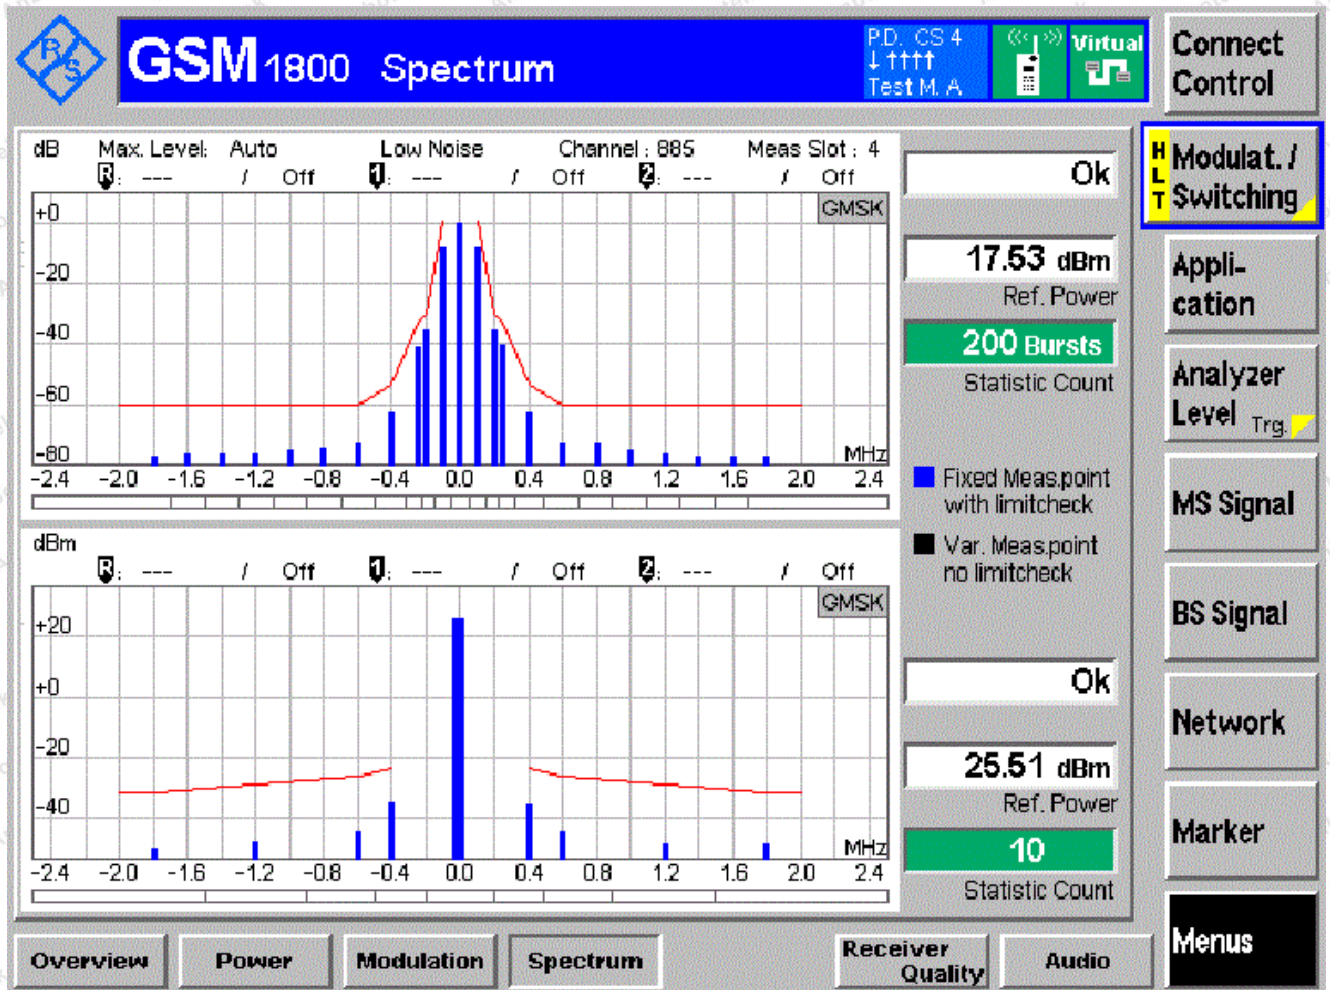 R S
GSM 1800 Spectrum
P.D. CS 4
↓↑↑↑↑
Test M. A
Virtual
Connect
Control
dB Max. Level: Auto Low Noise Channel : 885 Meas Slot : 4
R: --- / Off 1: --- / Off 2: --- / Off
GMSK
+0
-20
-40
-60
-80
MHz
-2.4 -2.0 -1.6 -1.2 -0.8 -0.4 0.0 0.4 0.8 1.2 1.6 2.0 2.4
Ok
17.53 dBm
Ref. Power
200 Bursts
Statistic Count
Fixed Meas.point
with limitcheck
Var. Meas.point
no limitcheck
dBm
R: --- / Off 1: --- / Off 2: --- / Off
GMSK
+20
+0
-20
-40
MHz
-2.4 -2.0 -1.6 -1.2 -0.8 -0.4 0.0 0.4 0.8 1.2 1.6 2.0 2.4
Ok
25.51 dBm
Ref. Power
10
Statistic Count
HLT
Modulat. /
Switching
Appli-
cation
Analyzer
Level Trg.
MS Signal
BS Signal
Network
Marker
Menus
Overview Power Modulation Spectrum Receiver Quality Audio